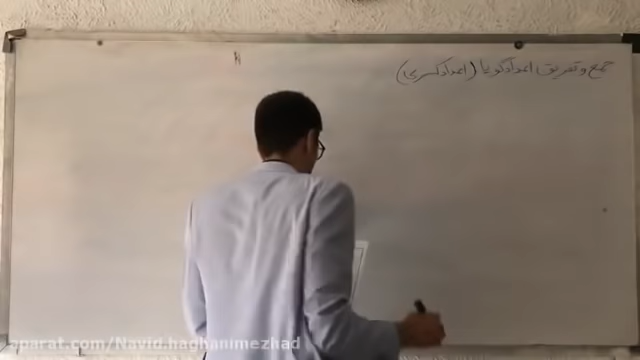 جمع و تفریق اعداد گویا (اعداد کسری)
aparat.com/Navid.haghanimezhad